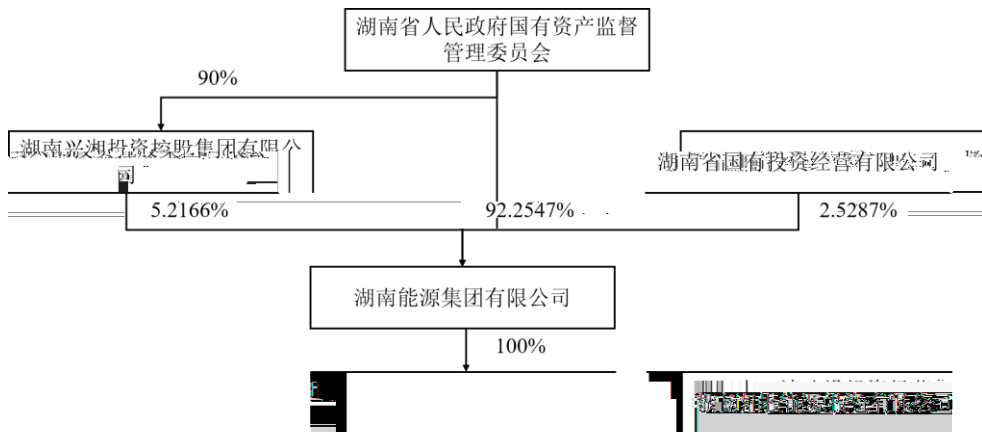 湖南省人民政府国有资产监督
管理委员会
90%
湖南兴湘投资控股集团有限公
司
湖南省国有投资经营有限公司
5.2166%
92.2547%
2.5287%
湖南能源集团有限公司
100%